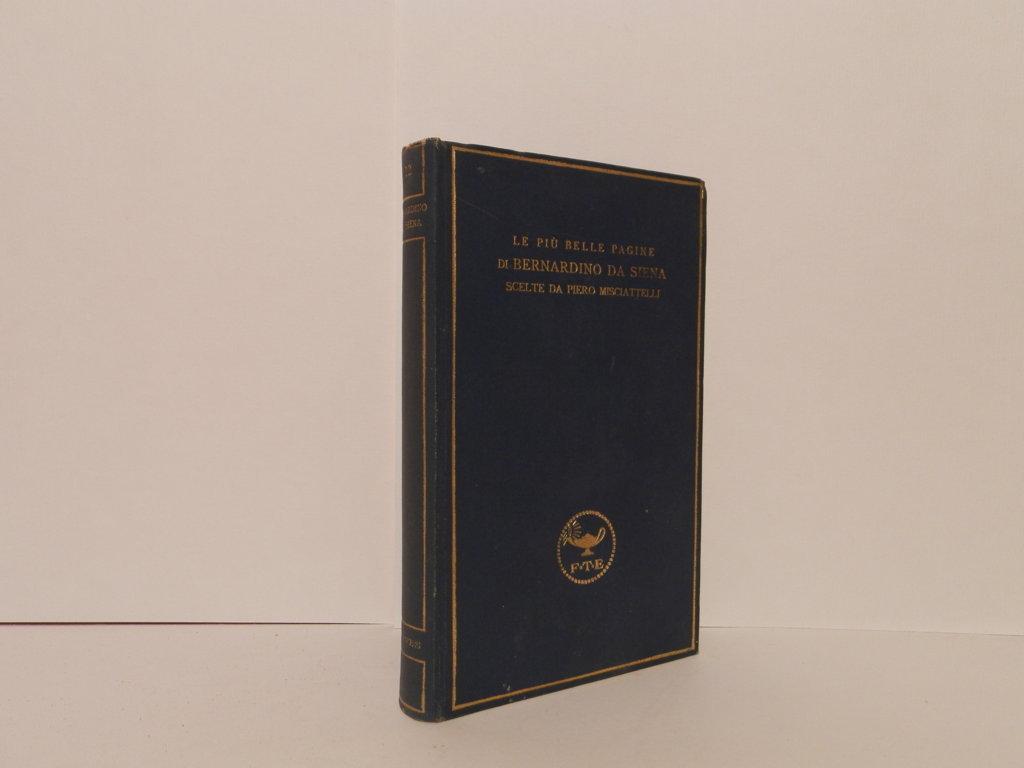 LE PIÙ BELLE PAGINE
DI BERNARDINO DA SIENA
SCELTE DA PIERO MISCIATTELLI
F·T·E